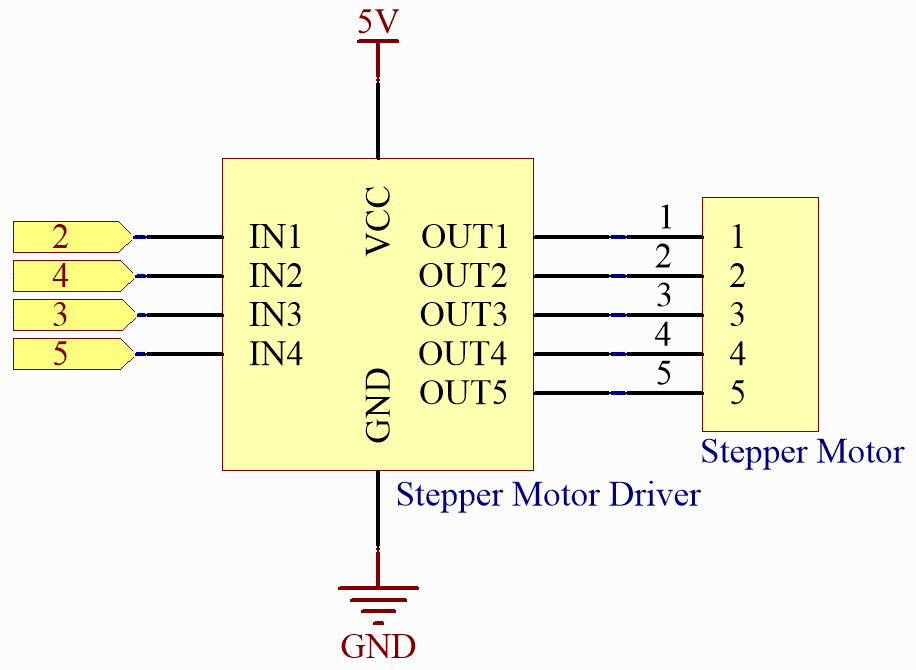 5V
VCC
2 IN1 OUT1 1 1
4 IN2 OUT2 2 2
3 IN3 OUT3 3 3
5 IN4 OUT4 4 4
OUT5 5 5
GND
Stepper Motor
Stepper Motor Driver
GND